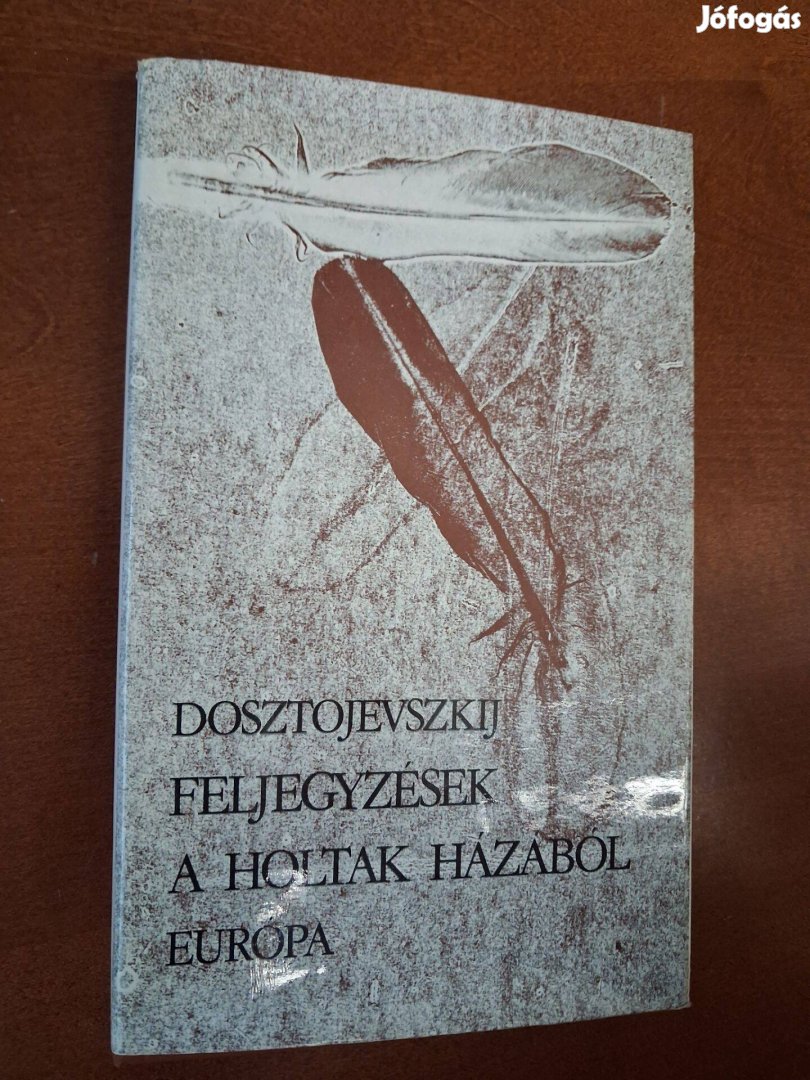 Jófogás
DOSZTOJEVSZKIJ
FELJEGYZÉSEK
A HOLTAK HÁZÁBÓL
EURÓPA